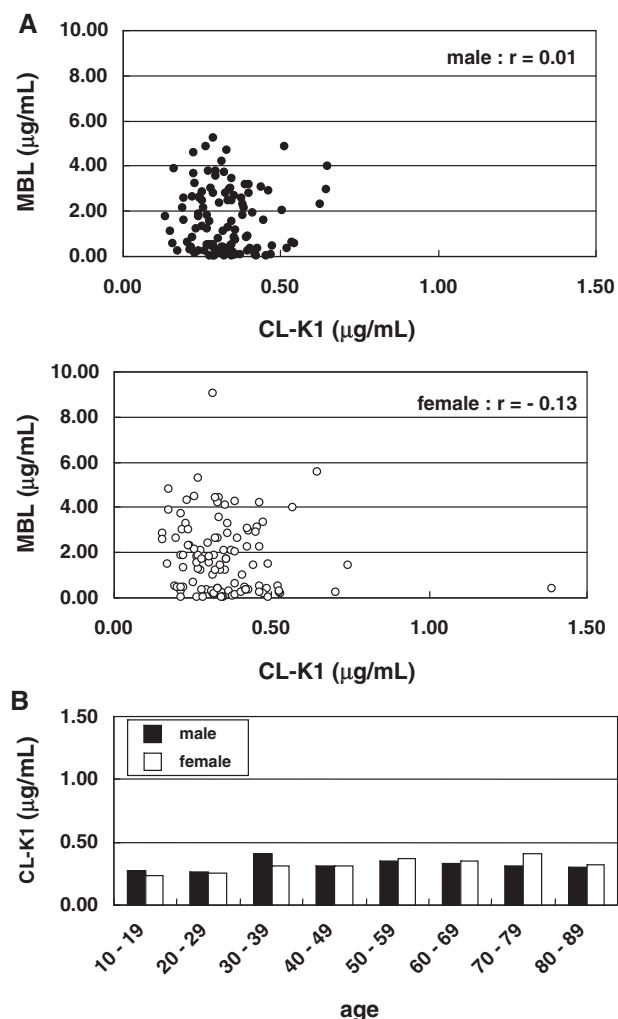 A
10.00
male : r = 0.01
8.00
6.00
4.00
2.00
0.00
MBL (μg/mL)
0.00 0.50 1.00 1.50
CL-K1 (μg/mL)
10.00
female : r = - 0.13
8.00
6.00
4.00
2.00
0.00
MBL (μg/mL)
0.00 0.50 1.00 1.50
CL-K1 (μg/mL)
B
1.50
male
female
1.00
0.50
0.00
CL-K1 (μg/mL)
10 - 19 20 - 29 30 - 39 40 - 49 50 - 59 60 - 69 70 - 79 80 - 89
age